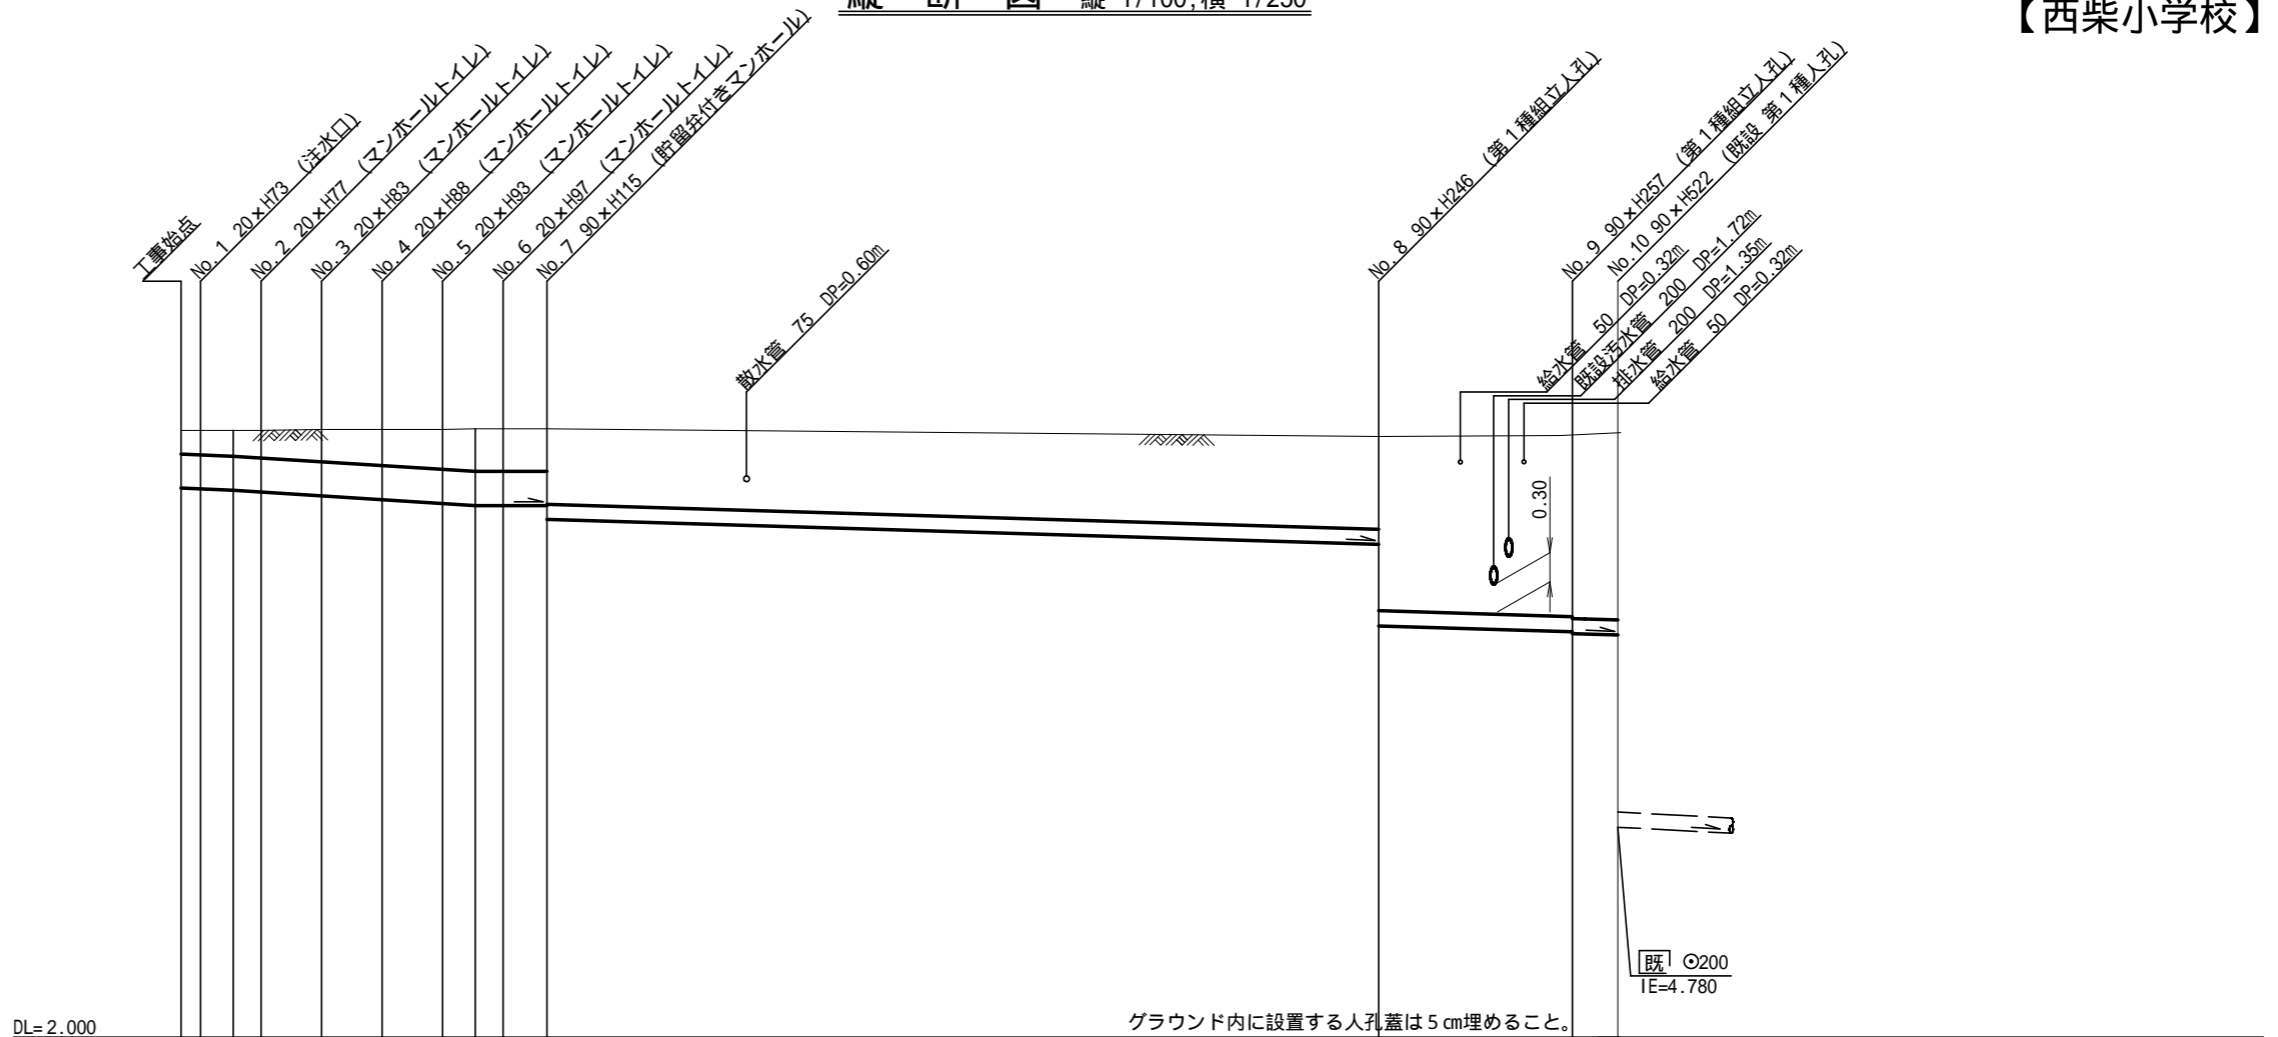 縦 断 図 縦 1/100,横 1/250
【西柴小学校】
工事始点
No. 1 20×H73 (注水口)
No. 2 20×H77 (マンホールトイレ)
No. 3 20×H83 (マンホールトイレ)
No. 4 20×H88 (マンホールトイレ)
No. 5 20×H93 (マンホールトイレ)
No. 6 20×H97 (マンホールトイレ)
No. 7 90×H115 (貯留弁付きマンホール)
散水管 75 DP=0.60m
No. 8 90×H246 (第1種組立人孔)
No. 9 90×H257 (第1種組立人孔)
No.10 90×H522 (既設 第1種人孔)
給水管 50 DP=0.32m
既設汚水管 200 DP=1.72m
排水管 200 DP=1.35m
給水管 50 DP=0.32m
0.30
既 ⊙200
IE=4.780
グラウンド内に設置する人孔蓋は5㎝埋めること。
DL=2.000